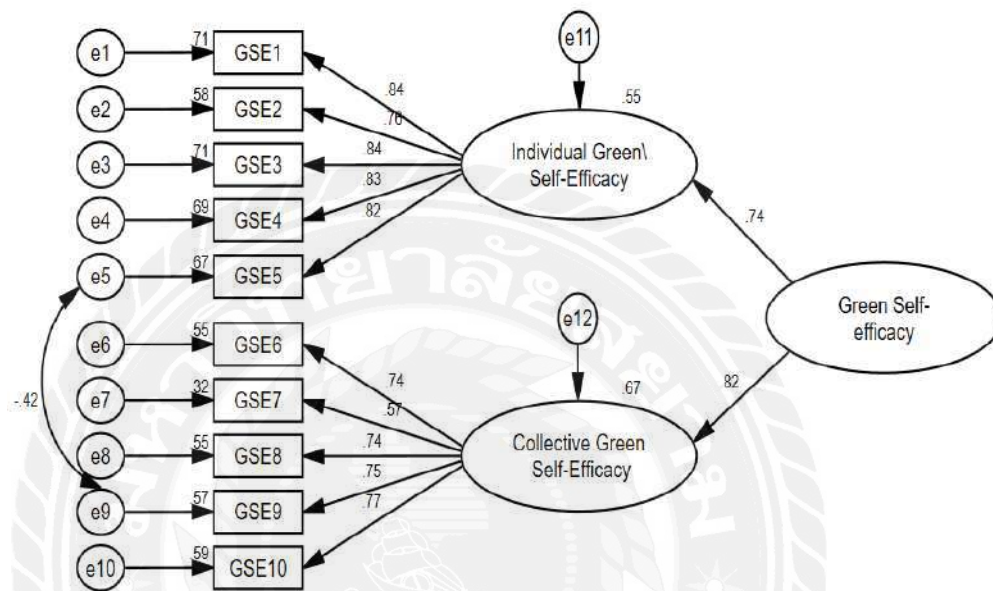 e11
e1 .71 GSE1
.84 .55
e2 .58 GSE2
.76
e3 .71 GSE3 .84 Individual Green\
Self-Efficacy
.83
e4 .69 GSE4
.82
.74
e5 .67 GSE5
Green Self-
efficacy
e12
e6 .55 GSE6
.74 .67 .82
-.42
e7 .32 GSE7
.57
e8 .55 GSE8 .74 Collective Green
Self-Efficacy
.75
e9 .57 GSE9
.77
e10 .59 GSE10